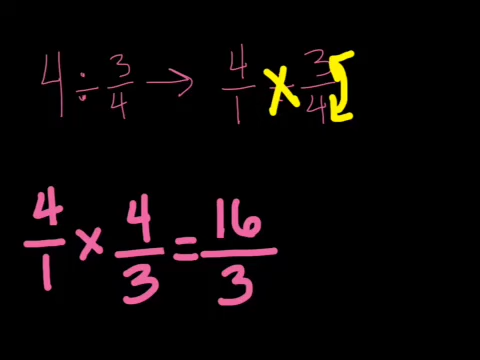 4 ÷ 3/4 → 4/1 × 3/4
4/1 × 4/3 = 16/3